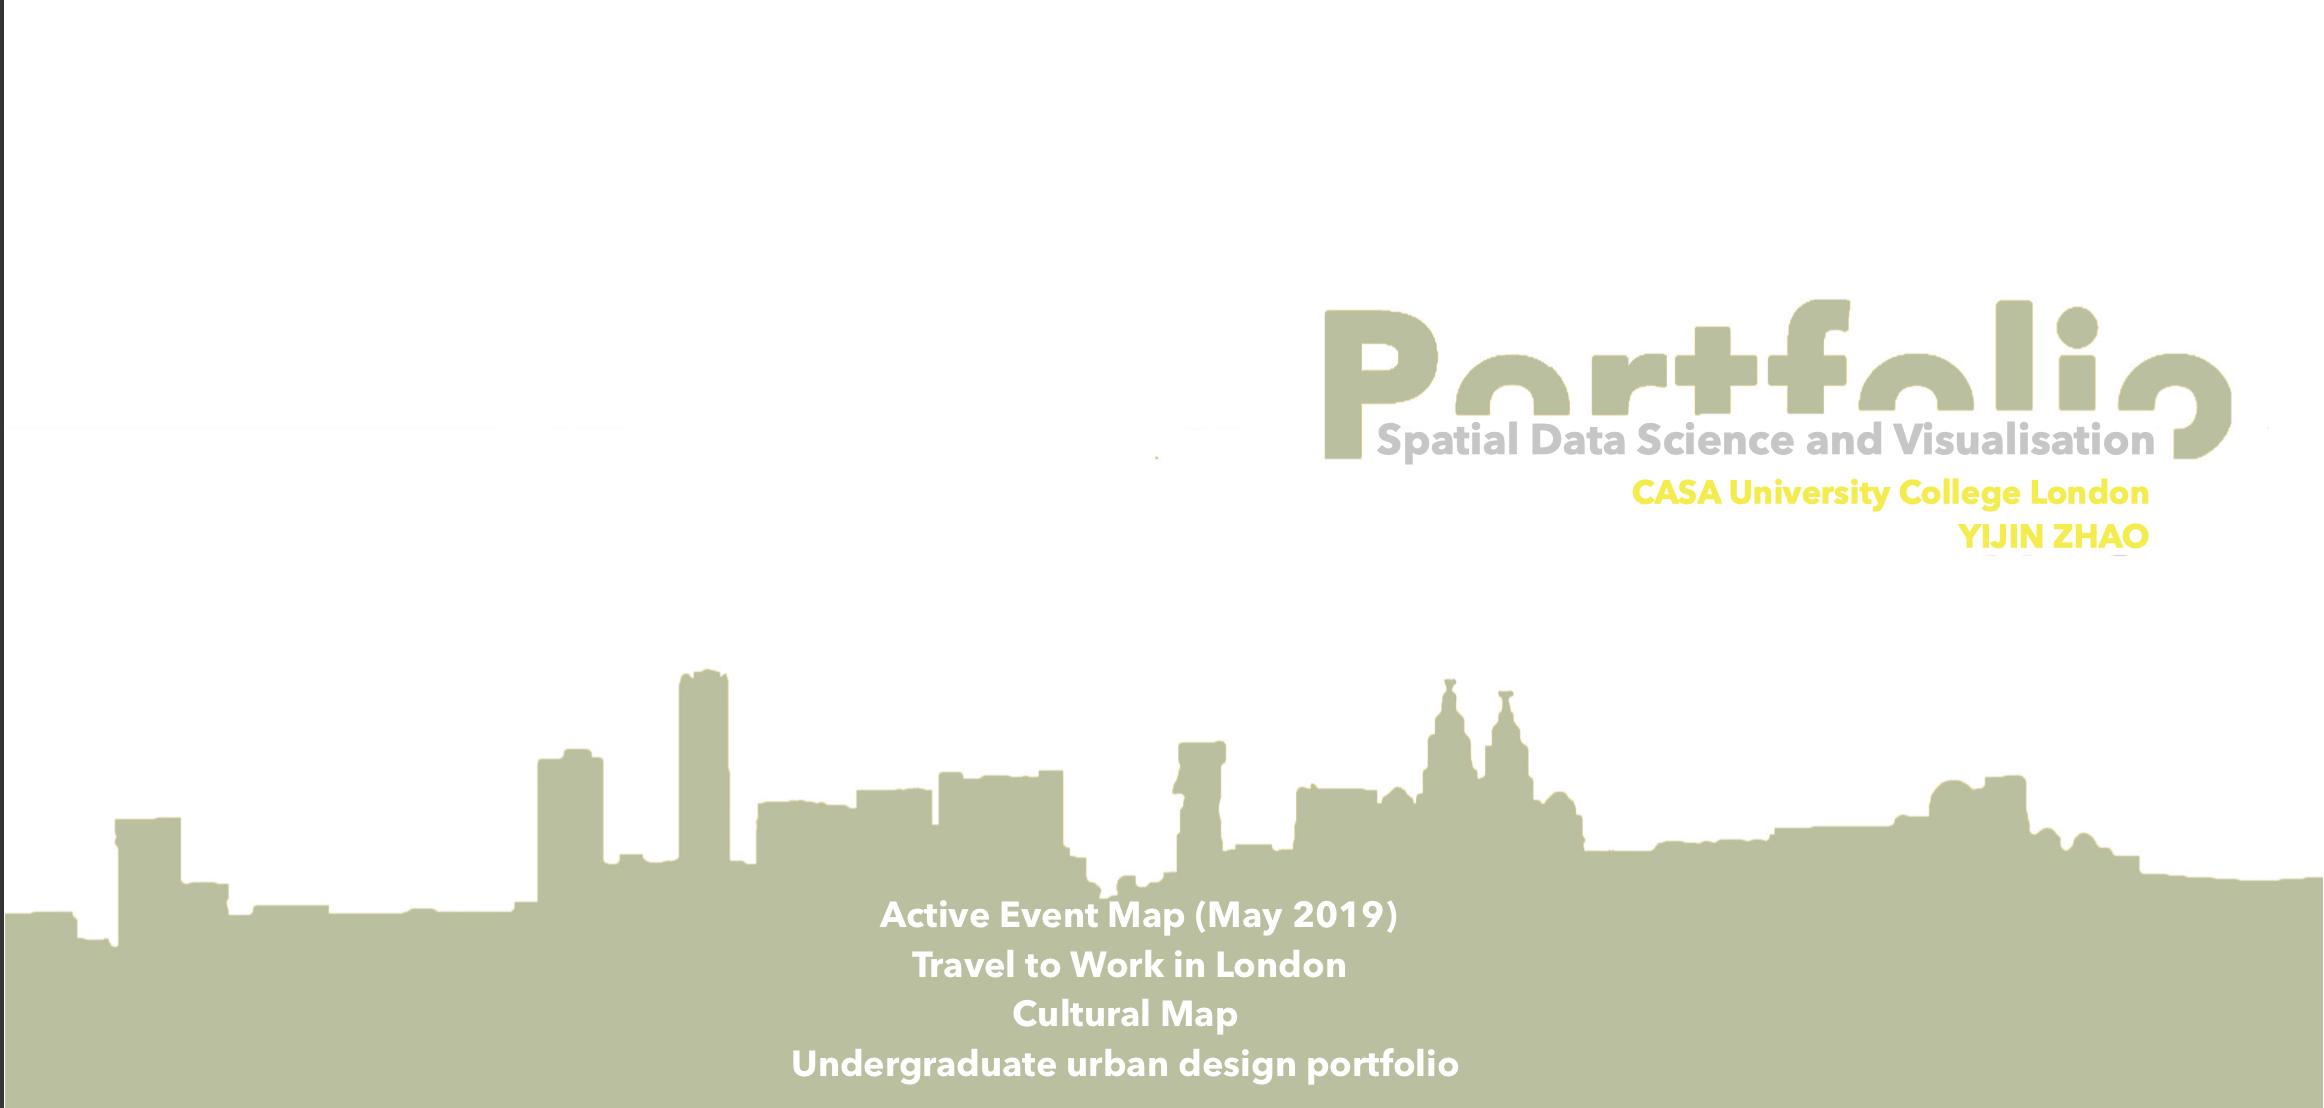 Portfolio
Spatial Data Science and Visualisation
CASA University College London
YIJIN ZHAO
Active Event Map (May 2019)
Travel to Work in London
Cultural Map
Undergraduate urban design portfolio